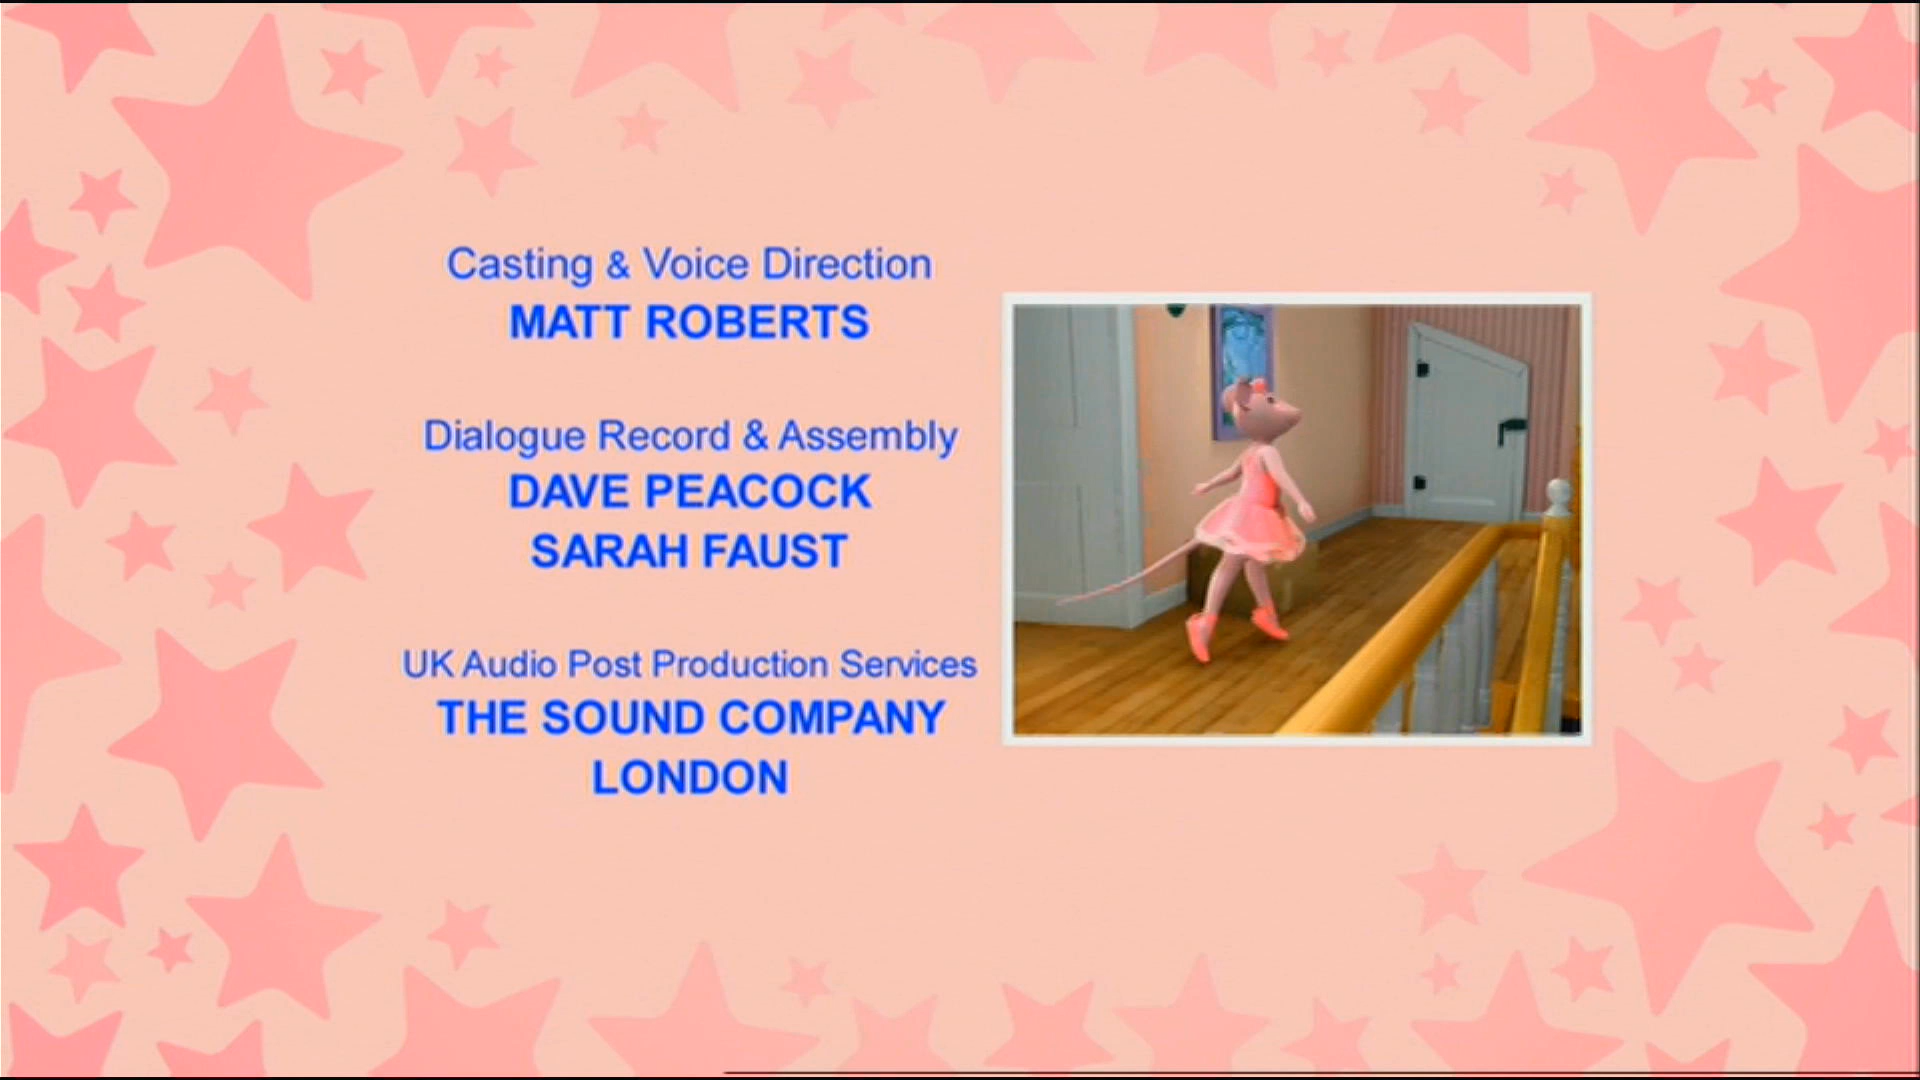 Casting & Voice Direction
MATT ROBERTS
Dialogue Record & Assembly
DAVE PEACOCK
SARAH FAUST
UK Audio Post Production Services
THE SOUND COMPANY
LONDON